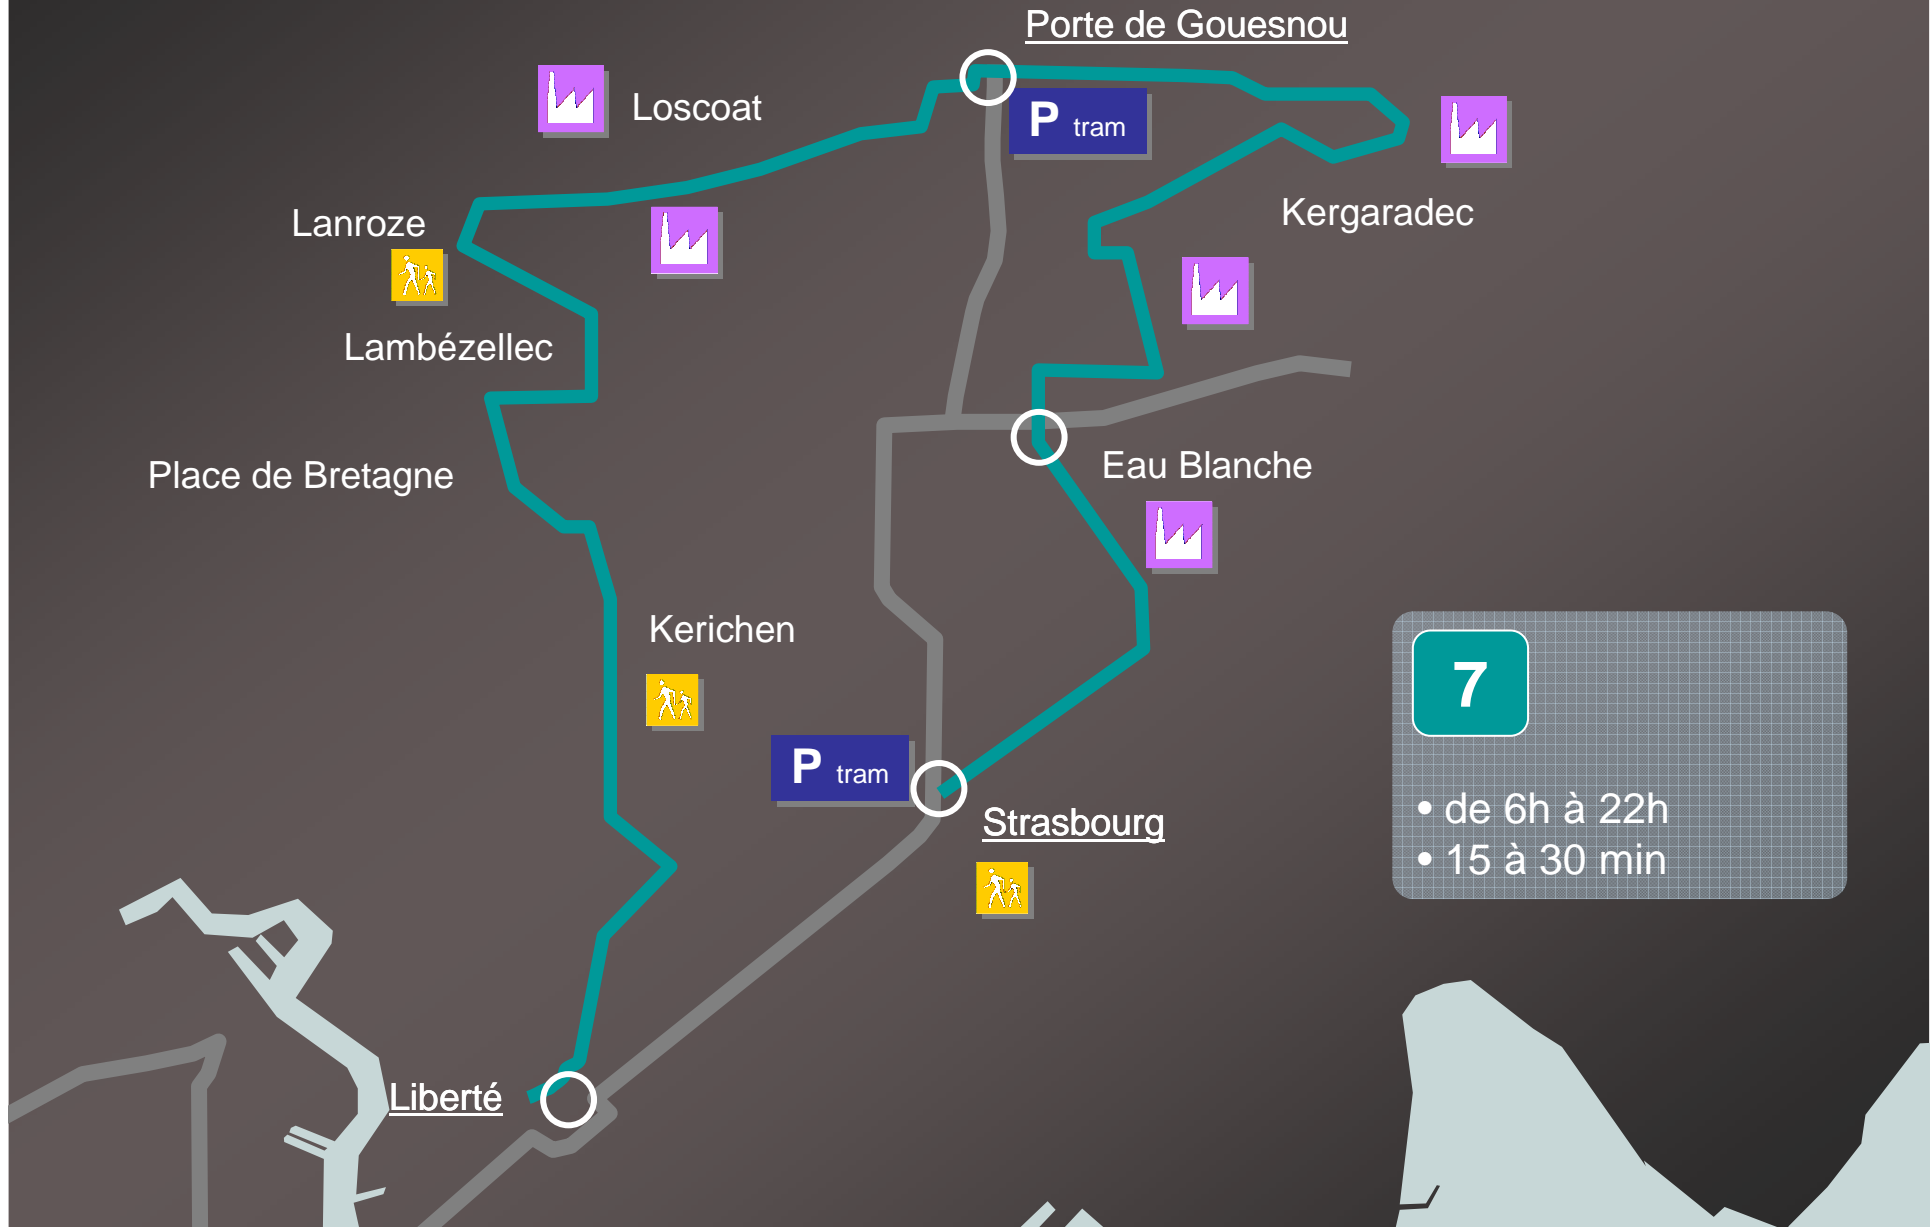 Porte de Gouesnou
Loscoat
P tram
Lanroze
Kergaradec
Lambézellec
Place de Bretagne
Eau Blanche
Kerichen
7
P tram
Strasbourg
• de 6h à 22h
• 15 à 30 min
Liberté